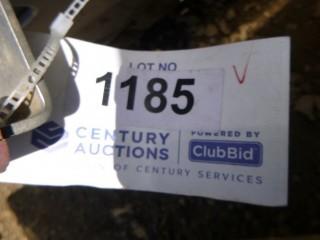 LOT NO.
1185
CENTURY AUCTIONS
POWERED BY
ClubBid
OF CENTURY SERVICES